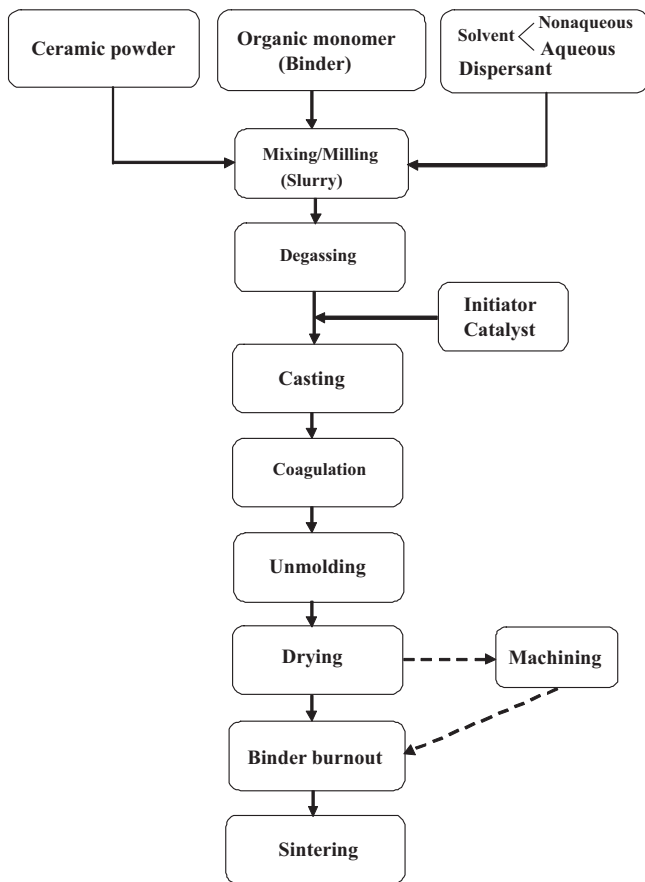 Ceramic powder
Organic monomer
(Binder)
Solvent
Nonaqueous
Aqueous
Dispersant
Mixing/Milling
(Slurry)
Degassing
Initiator
Catalyst
Casting
Coagulation
Unmolding
Drying
Machining
Binder burnout
Sintering